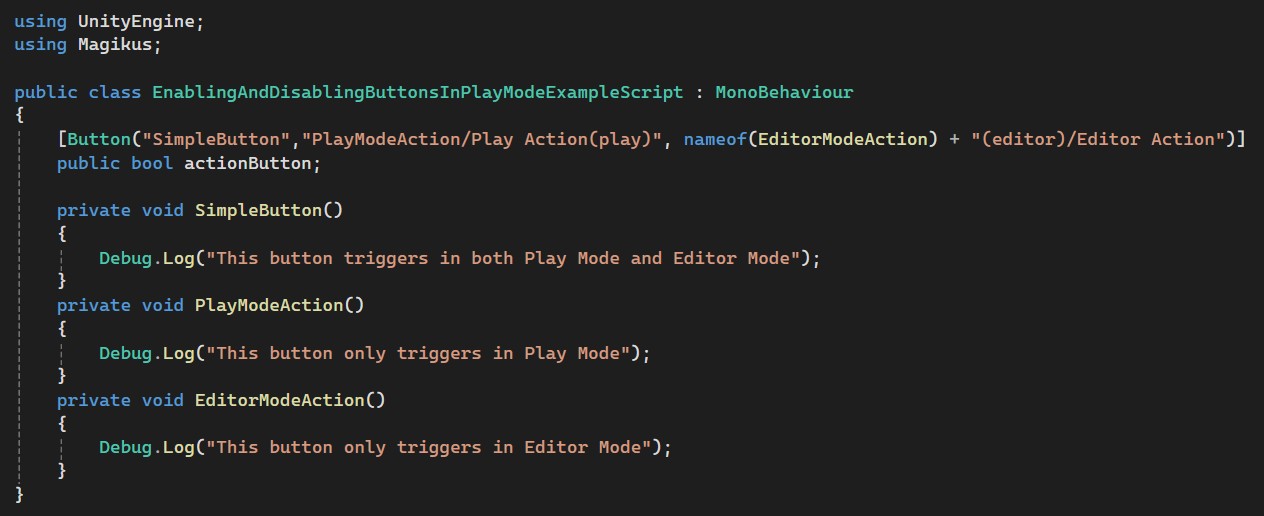 using UnityEngine;
using Magikus;

public class EnablingAndDisablingButtonsInPlayModeExampleScript : MonoBehaviour
{
    [Button("SimpleButton","PlayModeAction/Play Action(play)", nameof(EditorModeAction) + "(editor)/Editor Action")]
    public bool actionButton;

    private void SimpleButton()
    {
        Debug.Log("This button triggers in both Play Mode and Editor Mode");
    }
    private void PlayModeAction()
    {
        Debug.Log("This button only triggers in Play Mode");
    }
    private void EditorModeAction()
    {
        Debug.Log("This button only triggers in Editor Mode");
    }
}